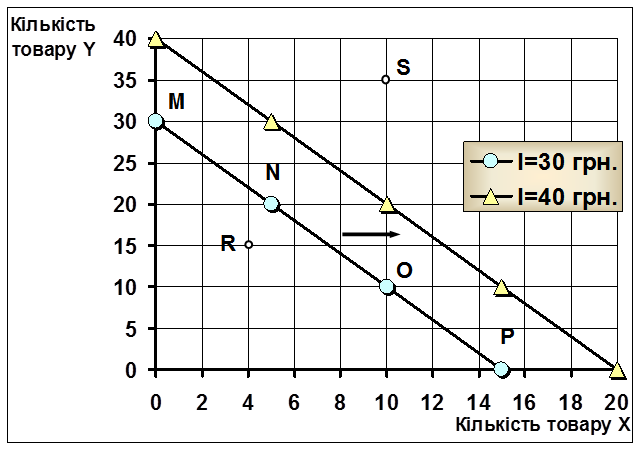 Кількість
товару Y
40
35
30
25
20
15
10
5
0
M
N
R
S
O
P
I=30 грн.
I=40 грн.
0 2 4 6 8 10 12 14 16 18 20
Кількість товару X